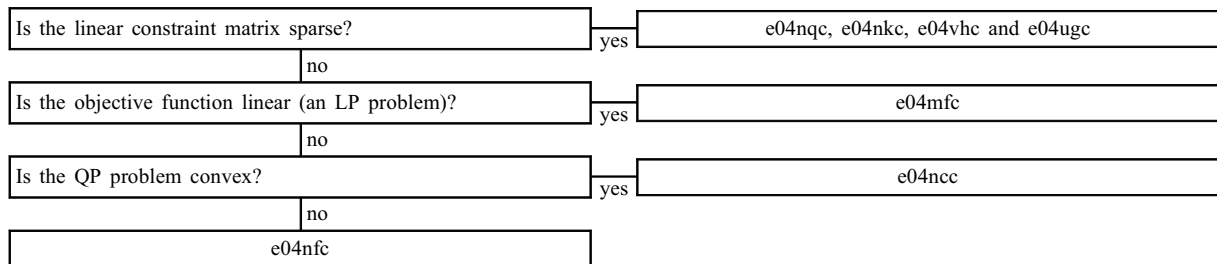 Is the linear constraint matrix sparse?
yes
e04nqc, e04nkc, e04vhc and e04ugc
no
Is the objective function linear (an LP problem)?
yes
e04mfc
no
Is the QP problem convex?
yes
e04ncc
no
e04nfc